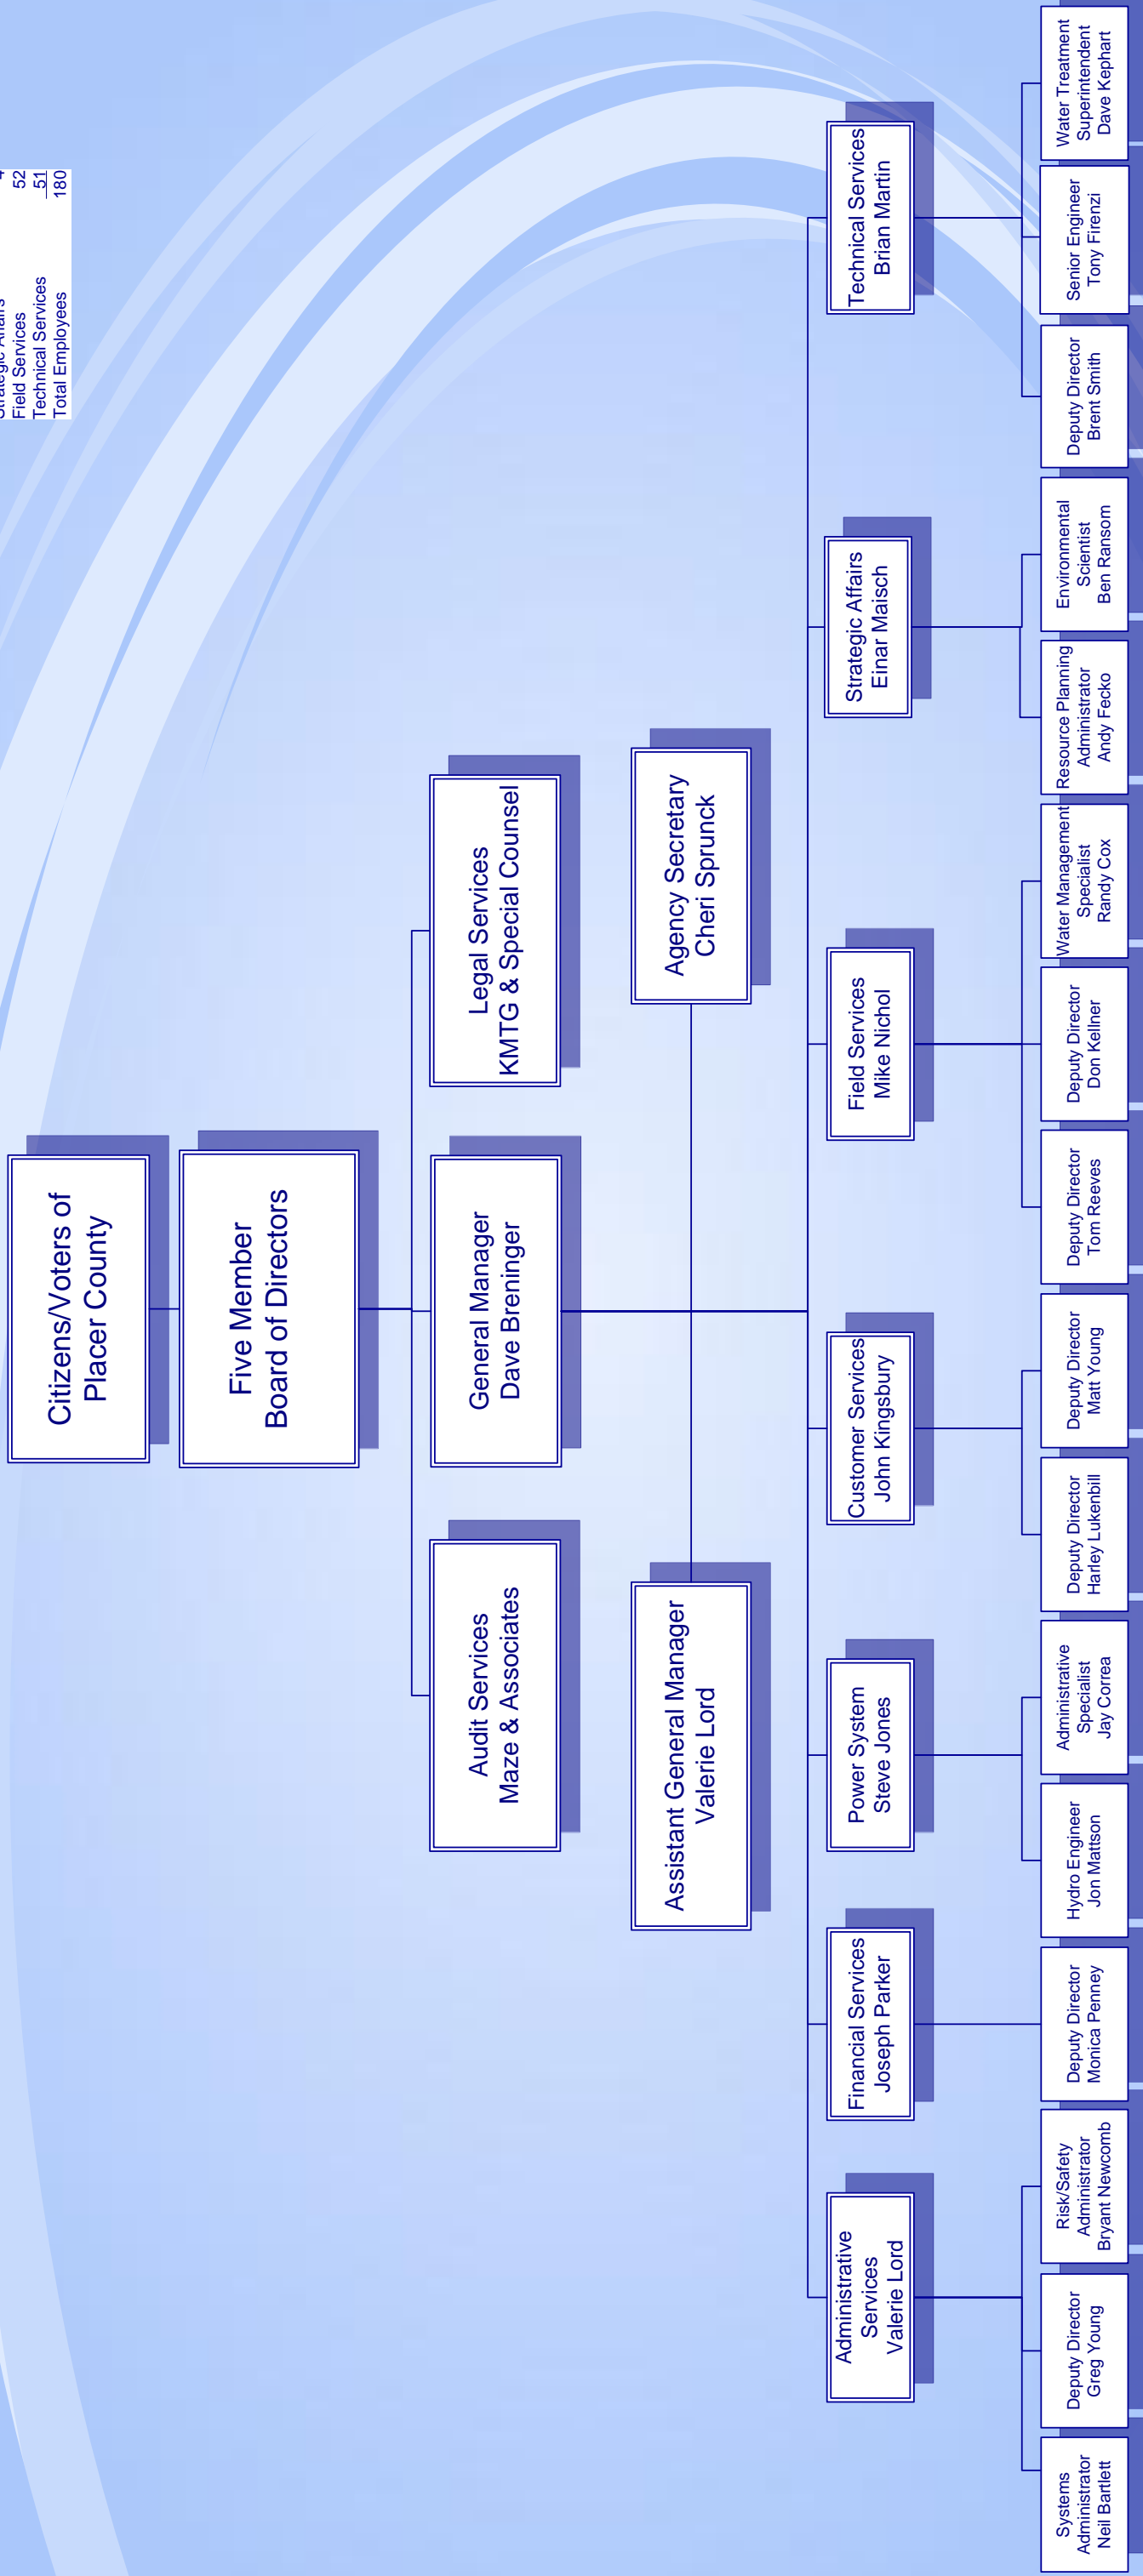 Strategic Affairs 4
Field Services 52
Technical Services 51
Total Employees 180
Citizens/Voters of
Placer County
Five Member
Board of Directors
Audit Services
Maze & Associates
General Manager
Dave Breninger
Legal Services
KMTG & Special Counsel
Assistant General Manager
Valerie Lord
Agency Secretary
Cheri Sprunck
Administrative
Services
Valerie Lord
Financial Services
Joseph Parker
Power System
Steve Jones
Customer Services
John Kingsbury
Field Services
Mike Nichol
Strategic Affairs
Einar Maisch
Technical Services
Brian Martin
Systems
Administrator
Neil Bartlett
Deputy Director
Greg Young
Risk/Safety
Administrator
Bryant Newcomb
Deputy Director
Monica Penney
Hydro Engineer
Jon Mattson
Administrative
Specialist
Jay Correa
Deputy Director
Harley Lukenbill
Deputy Director
Matt Young
Deputy Director
Tom Reeves
Deputy Director
Don Kellner
Water Management
Specialist
Randy Cox
Resource Planning
Administrator
Andy Fecko
Environmental
Scientist
Ben Ransom
Deputy Director
Brent Smith
Senior Engineer
Tony Firenzi
Water Treatment
Superintendent
Dave Kephart